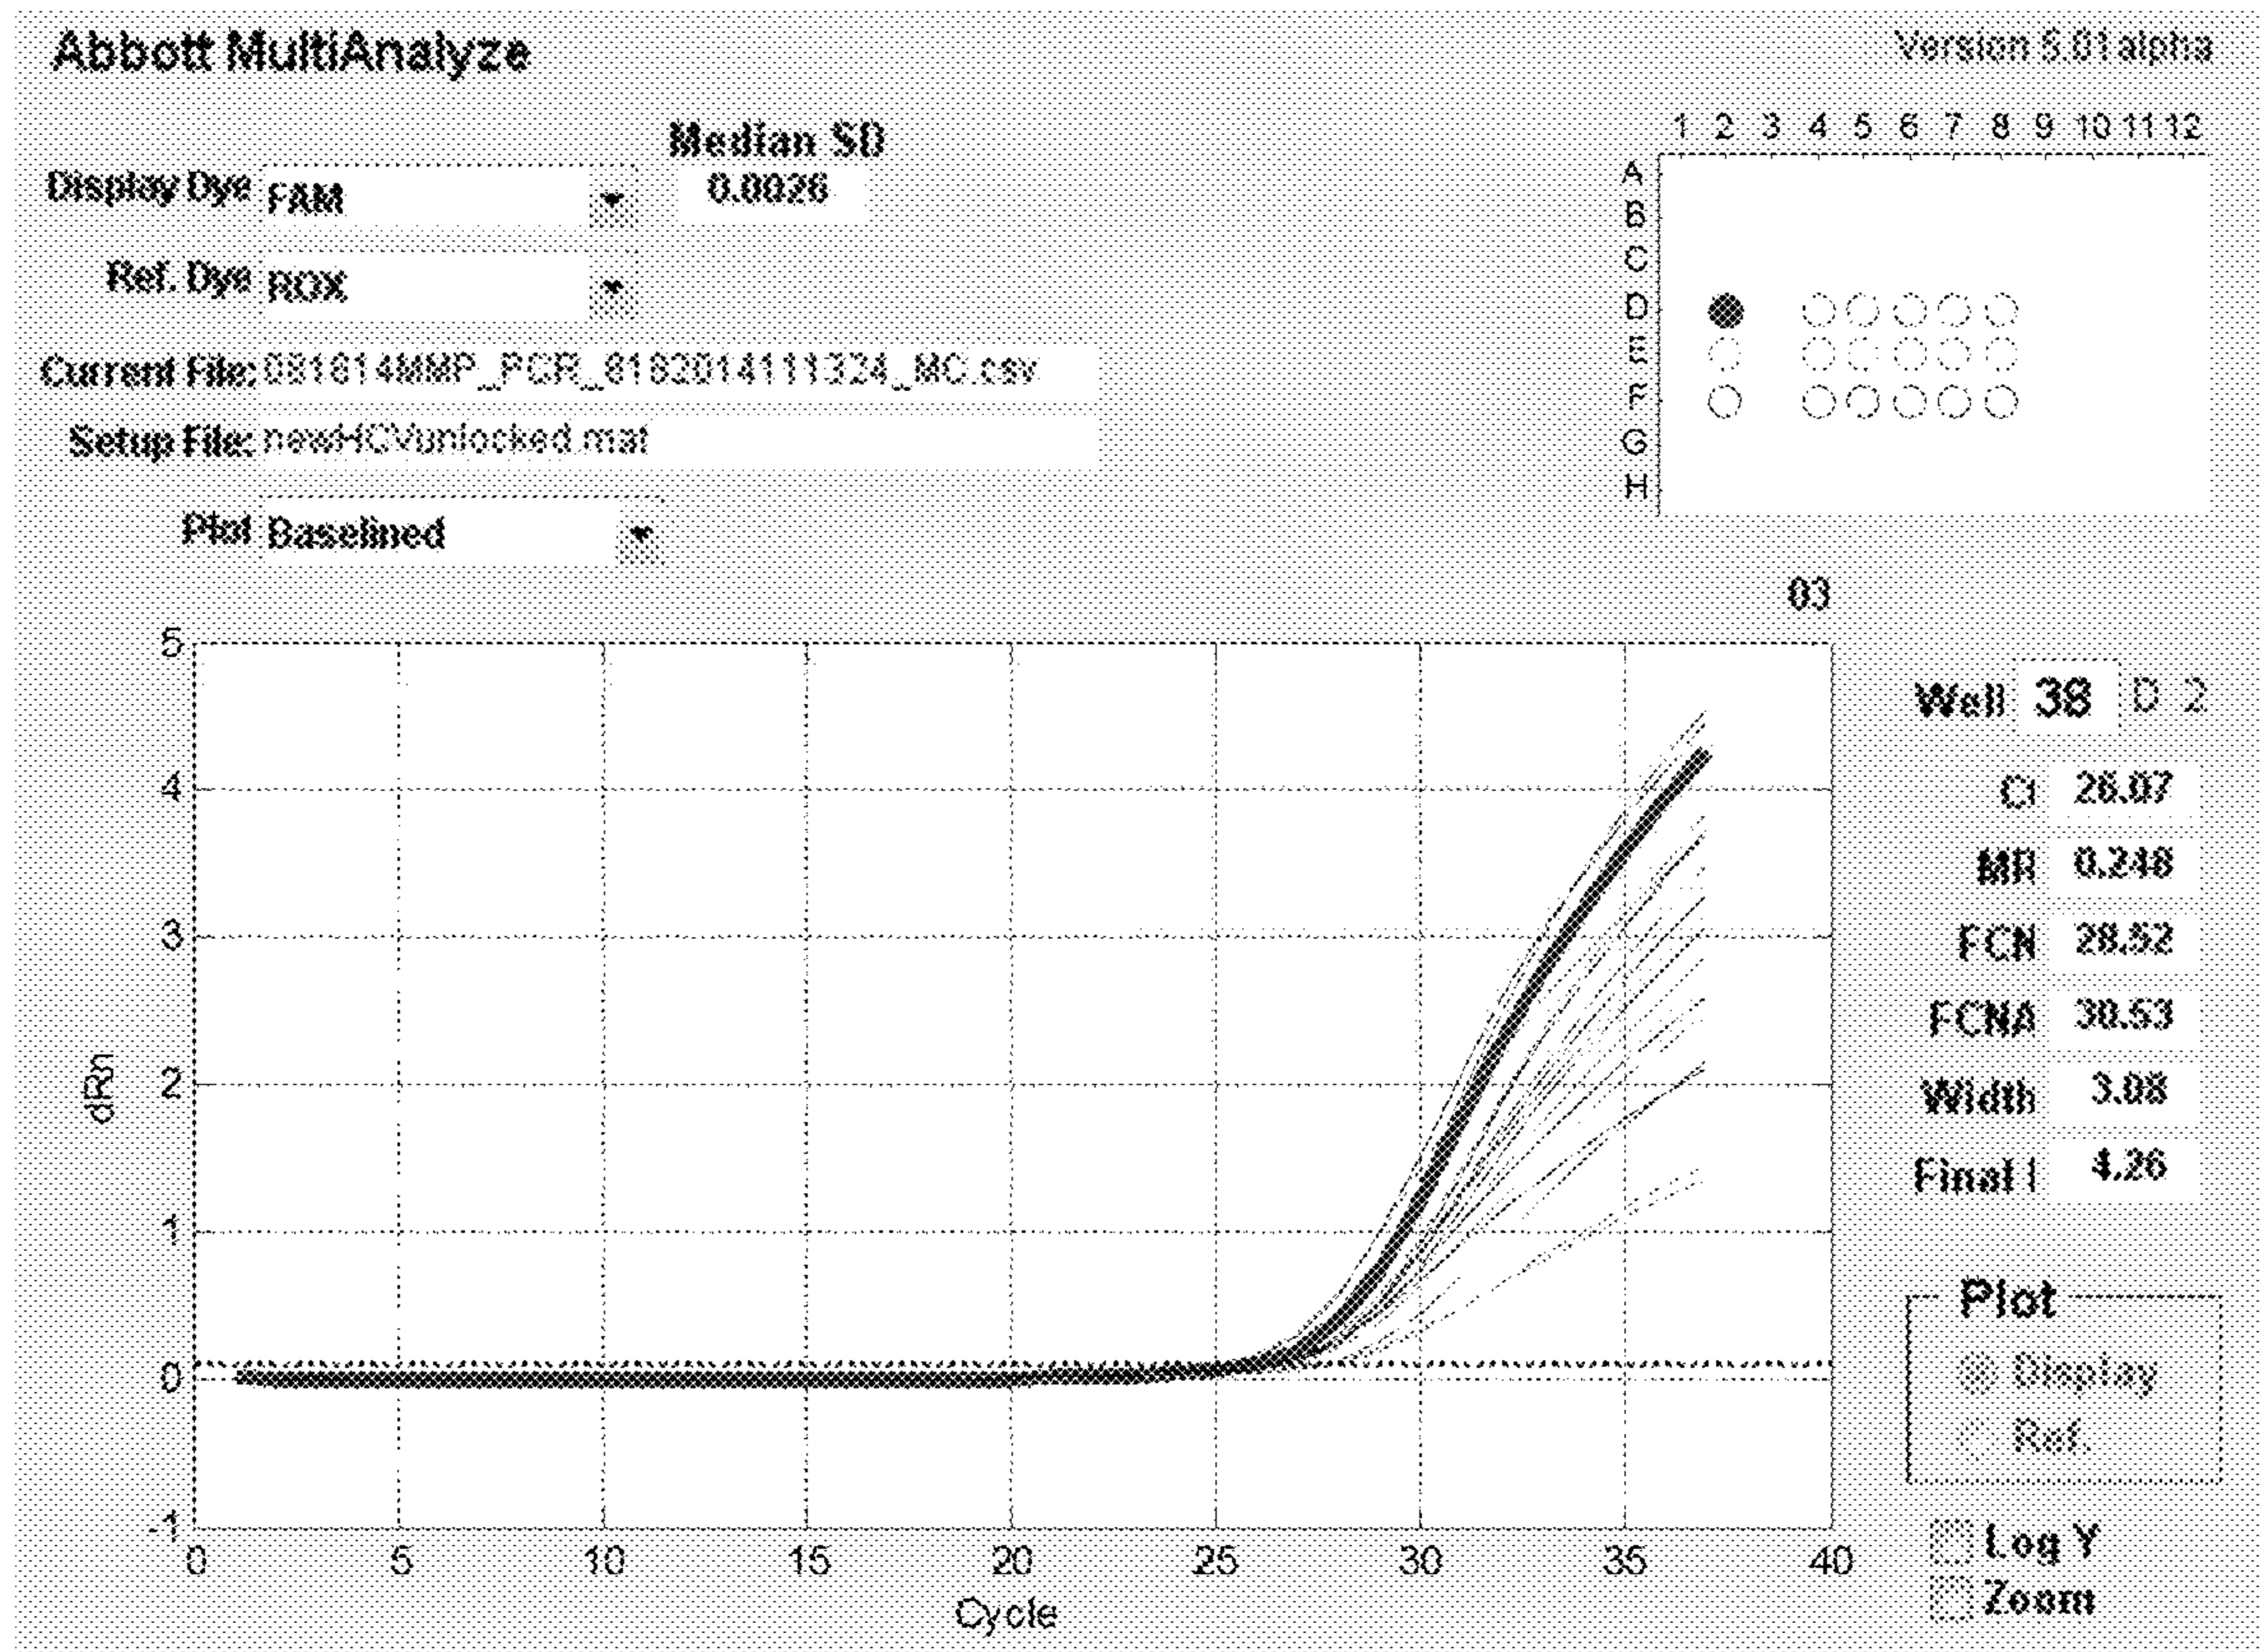 Abbott MultiAnalyze
Version 5.01alpha
Median SD
0.0026
Display Dye FAM
Ref. Dye ROX
Current File: 081814MMP_PCR_8182014111324_MC.csv
Setup File: newHCVunlocked.mat
Plot Baselined
1 2 3 4 5 6 7 8 9 10 11 12
A
B
C
D
E
F
G
H
03
5
4
3
2
1
0
-1
dRn
0 5 10 15 20 25 30 35 40
Cycle
Well 38 D 2
Ct 26.07
MR 0.248
FCN 28.52
FCNA 30.53
Width 3.08
Final I 4.26
Plot
Display
Ref.
Log Y
Zoom